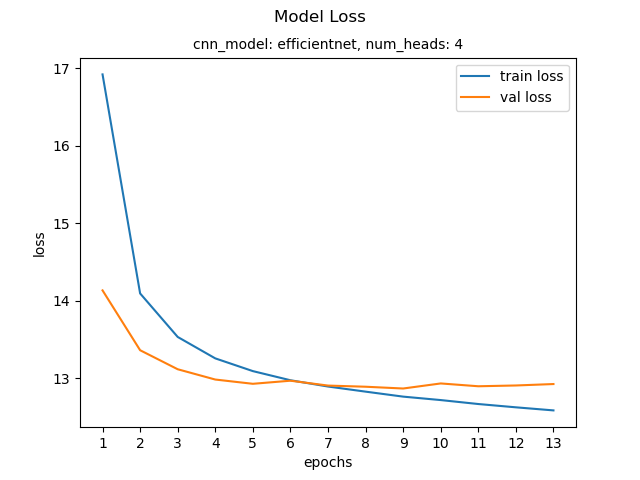 Model Loss
cnn_model: efficientnet, num_heads: 4
train loss
val loss
17
16
15
14
13
loss
1 2 3 4 5 6 7 8 9 10 11 12 13
epochs